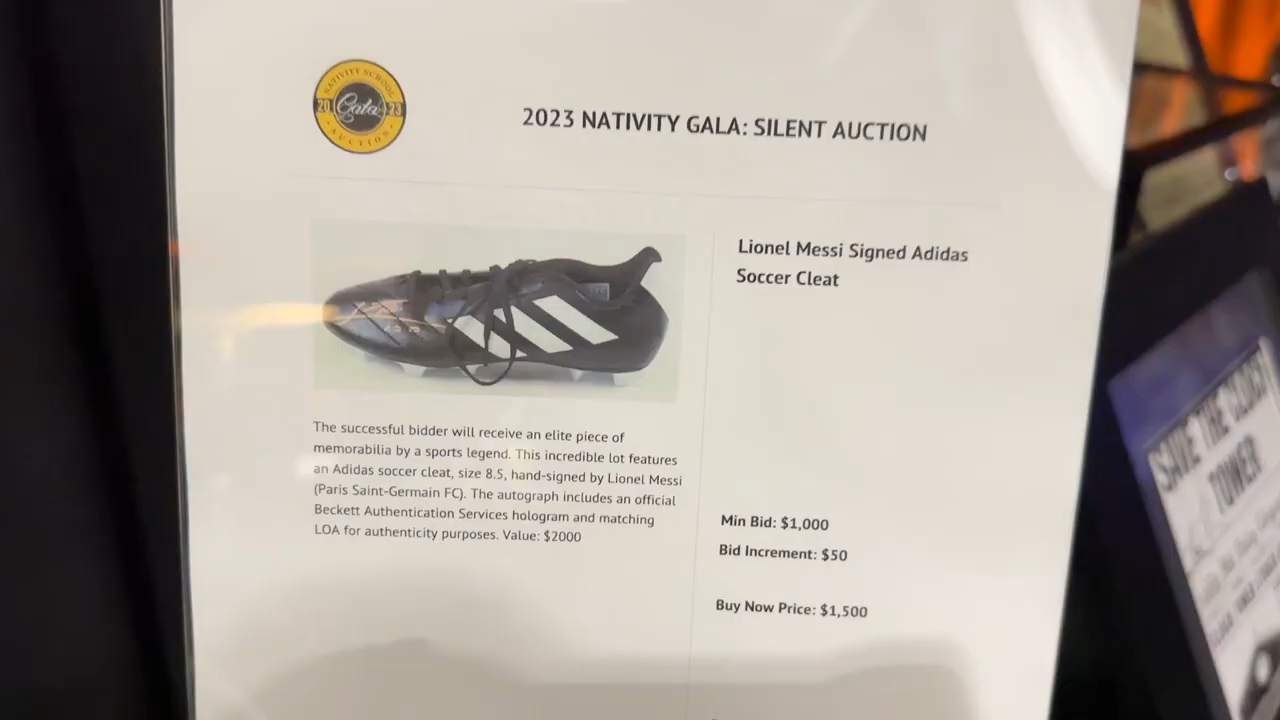 NATIVITY SCHOOL
20 Gala 23
AUCTION
2023 NATIVITY GALA: SILENT AUCTION
Lionel Messi Signed Adidas
Soccer Cleat
The successful bidder will receive an elite piece of
memorabilia by a sports legend. This incredible lot features
an Adidas soccer cleat, size 8.5, hand-signed by Lionel Messi
(Paris Saint-Germain FC). The autograph includes an official
Beckett Authentication Services hologram and matching
LOA for authenticity purposes. Value: $2000
Min Bid: $1,000
Bid Increment: $50
Buy Now Price: $1,500
SAVE THE CLOCK
TOWER